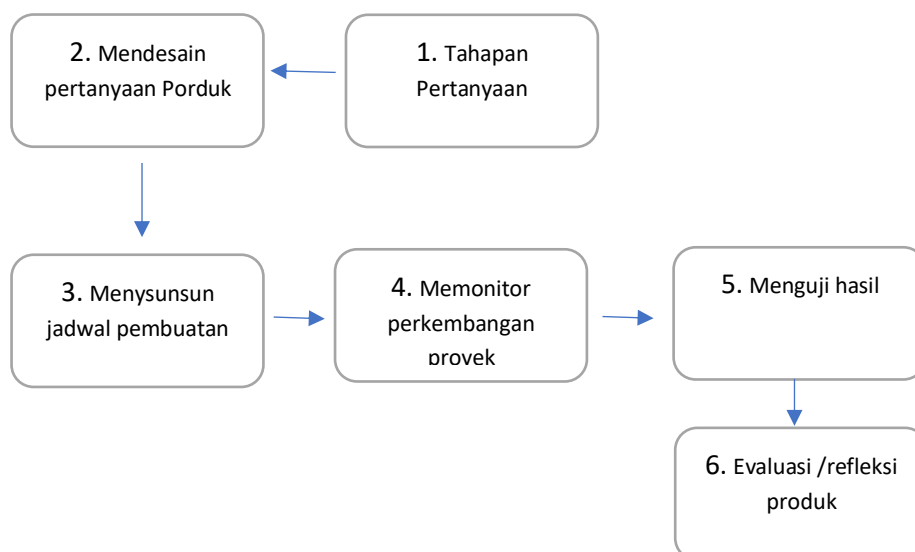 1. Tahapan
Pertanyaan
2. Mendesain
pertanyaan Porduk
3. Menysunsun
jadwal pembuatan
4. Memonitor
perkembangan
proyek
5. Menguji hasil
6. Evaluasi /refleksi
produk